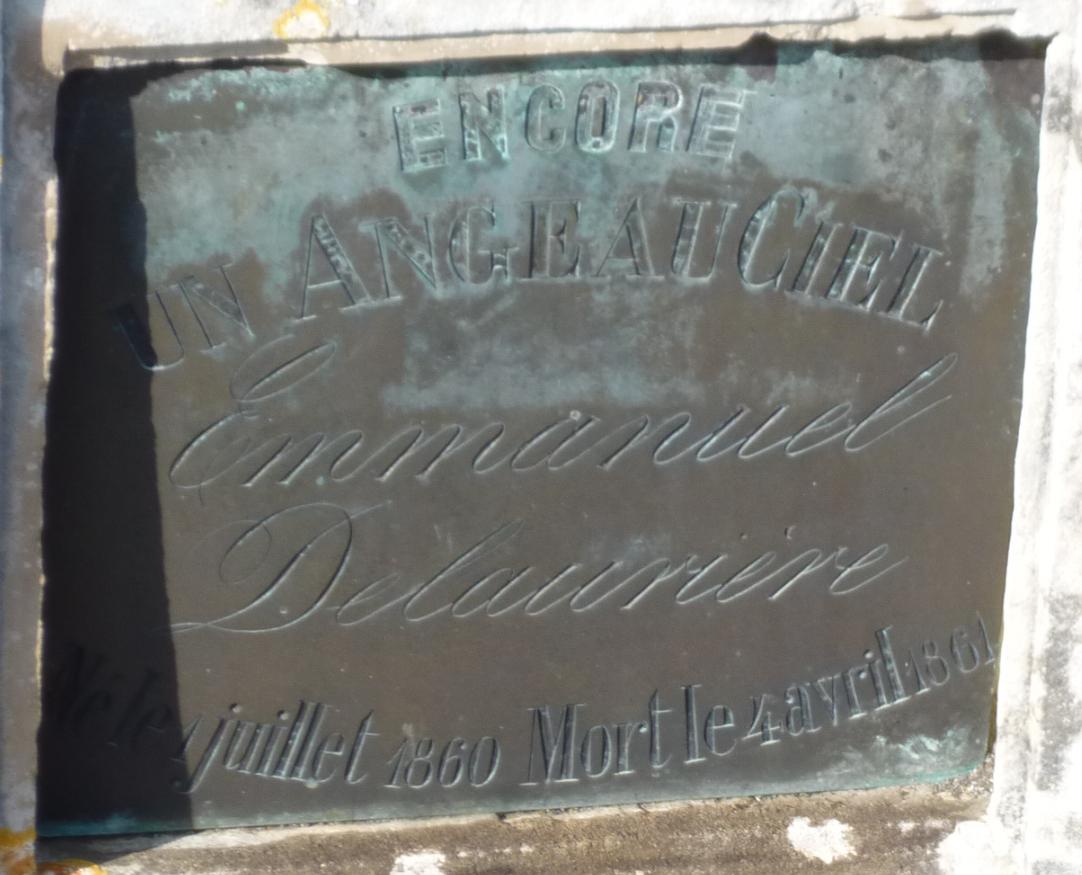 ENCORE
UN ANGE AU CIEL
Emmanuel
Delaurière
Né le 1 juillet 1860 Mort le 4 avril 1861